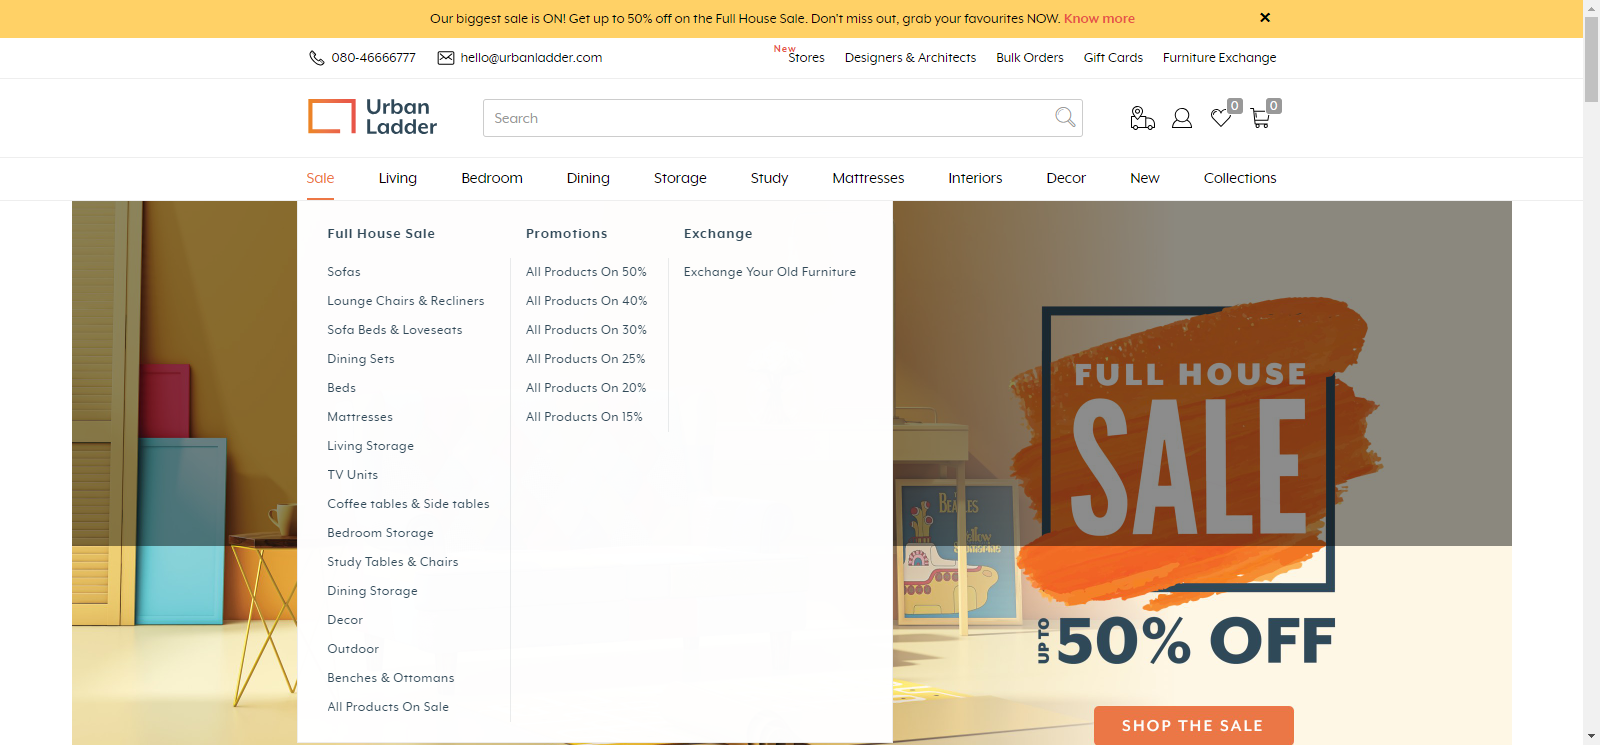 Our biggest sale is ON! Get up to 50% off on the Full House Sale. Don't miss out, grab your favourites NOW. Know more
080-46666777 hello@urbanladder.com New Stores Designers & Architects Bulk Orders Gift Cards Furniture Exchange
Urban
Ladder
Search
0
0
Sale Living Bedroom Dining Storage Study Mattresses Interiors Decor New Collections
Full House Sale
Sofas
Lounge Chairs & Recliners
Sofa Beds & Loveseats
Dining Sets
Beds
Mattresses
Living Storage
TV Units
Coffee tables & Side tables
Bedroom Storage
Study Tables & Chairs
Dining Storage
Decor
Outdoor
Benches & Ottomans
All Products On Sale
Promotions
All Products On 50%
All Products On 40%
All Products On 30%
All Products On 25%
All Products On 20%
All Products On 15%
Exchange
Exchange Your Old Furniture
FULL HOUSE
SALE
UP TO 50% OFF
SHOP THE SALE